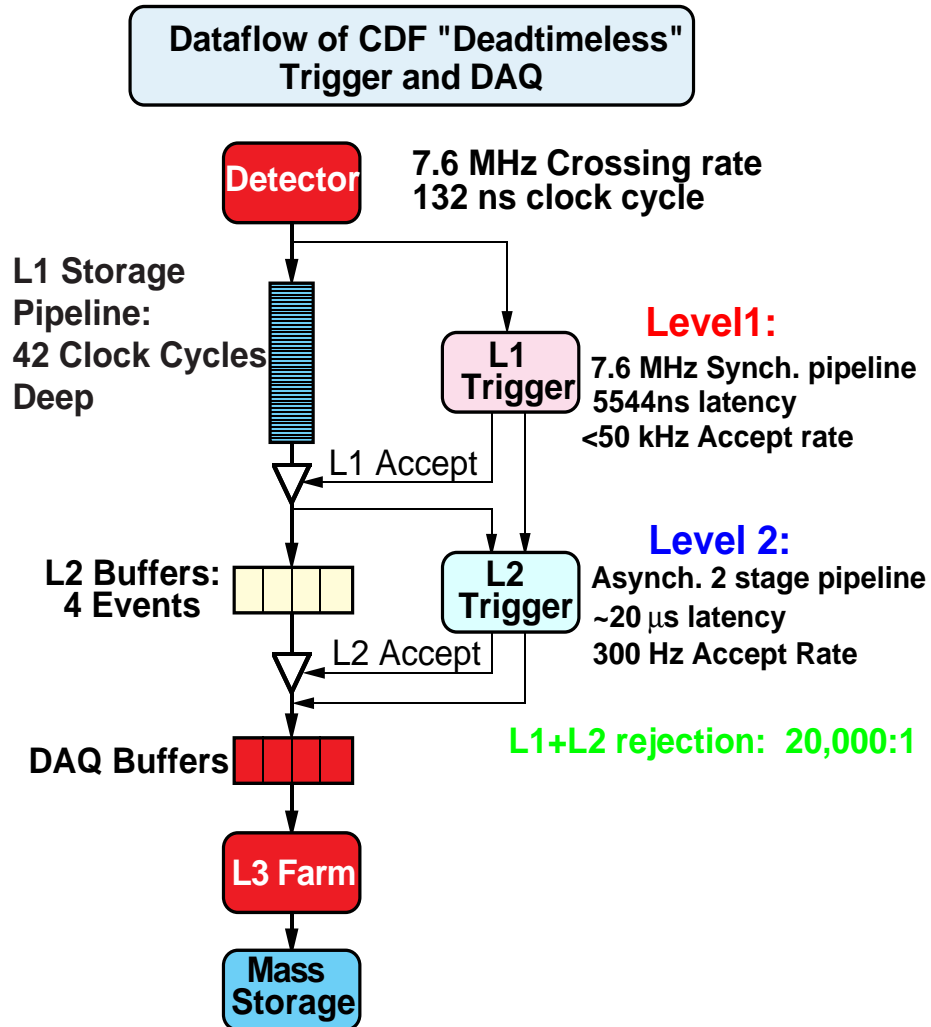 Dataflow of CDF "Deadtimeless"
Trigger and DAQ
Detector
7.6 MHz Crossing rate
132 ns clock cycle
L1 Storage
Pipeline:
42 Clock Cycles
Deep
L1
Trigger
Level1:
7.6 MHz Synch. pipeline
5544ns latency
<50 kHz Accept rate
L1 Accept
L2 Buffers:
4 Events
L2
Trigger
Level 2:
Asynch. 2 stage pipeline
~20 μs latency
300 Hz Accept Rate
L2 Accept
DAQ Buffers
L1+L2 rejection: 20,000:1
L3 Farm
Mass
Storage